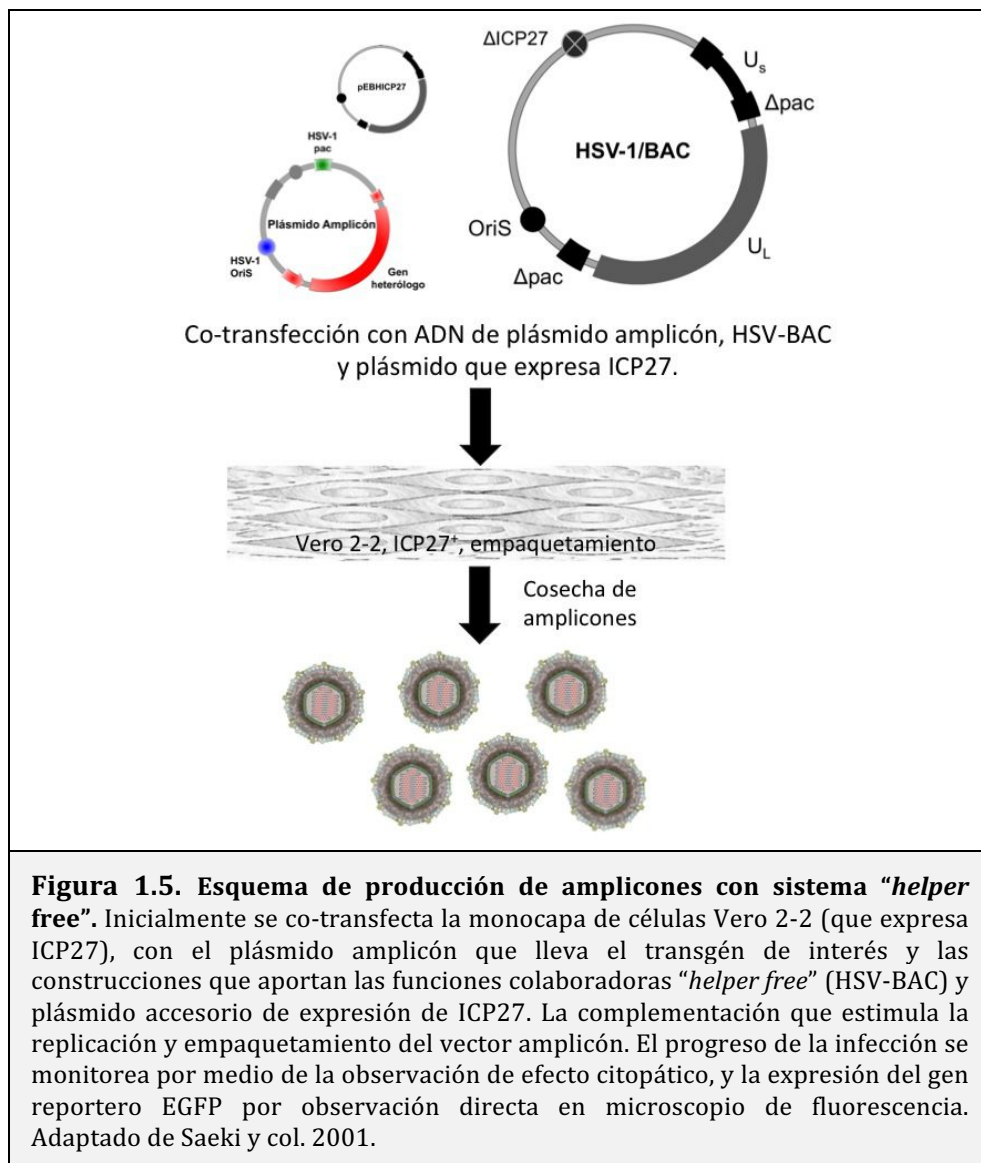 ΔICP27
U_s
pEBHICP27
Δpac
HSV-1
pac
HSV-1/BAC
Plásmido Amplicón
OriS
HSV-1
OriS
Gen
heterólogo
U_L
Δpac
Co-transfección con ADN de plásmido amplicón, HSV-BAC
y plásmido que expresa ICP27.
Vero 2-2, ICP27⁺, empaquetamiento
Cosecha de
amplicones
Figura 1.5. Esquema de producción de amplicones con sistema “helper
free”. Inicialmente se co-transfecta la monocapa de células Vero 2-2 (que expresa
ICP27), con el plásmido amplicón que lleva el transgén de interés y las
construcciones que aportan las funciones colaboradoras “helper free” (HSV-BAC) y
plásmido accesorio de expresión de ICP27. La complementación que estimula la
replicación y empaquetamiento del vector amplicón. El progreso de la infección se
monitorea por medio de la observación de efecto citopático, y la expresión del gen
reportero EGFP por observación directa en microscopio de fluorescencia.
Adaptado de Saeki y col. 2001.